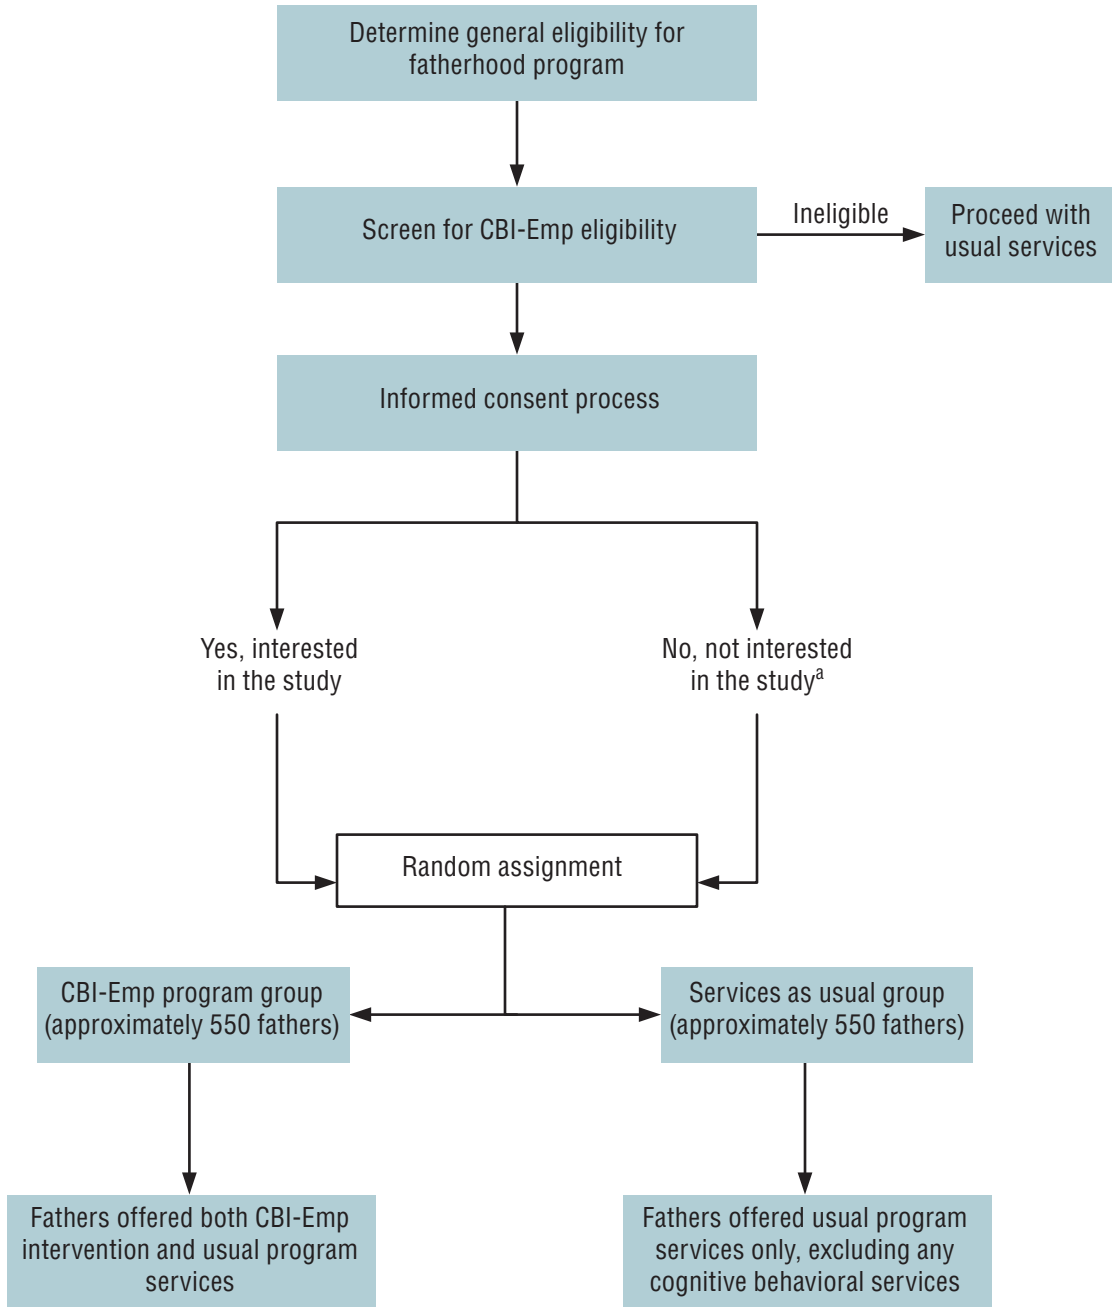 Determine general eligibility for
fatherhood program
Screen for CBI-Emp eligibility
Ineligible
Proceed with
usual services
Informed consent process
Yes, interested
in the study
No, not interested
in the studyᵃ
Random assignment
CBI-Emp program group
(approximately 550 fathers)
Services as usual group
(approximately 550 fathers)
Fathers offered both CBI-Emp
intervention and usual program
services
Fathers offered usual program
services only, excluding any
cognitive behavioral services